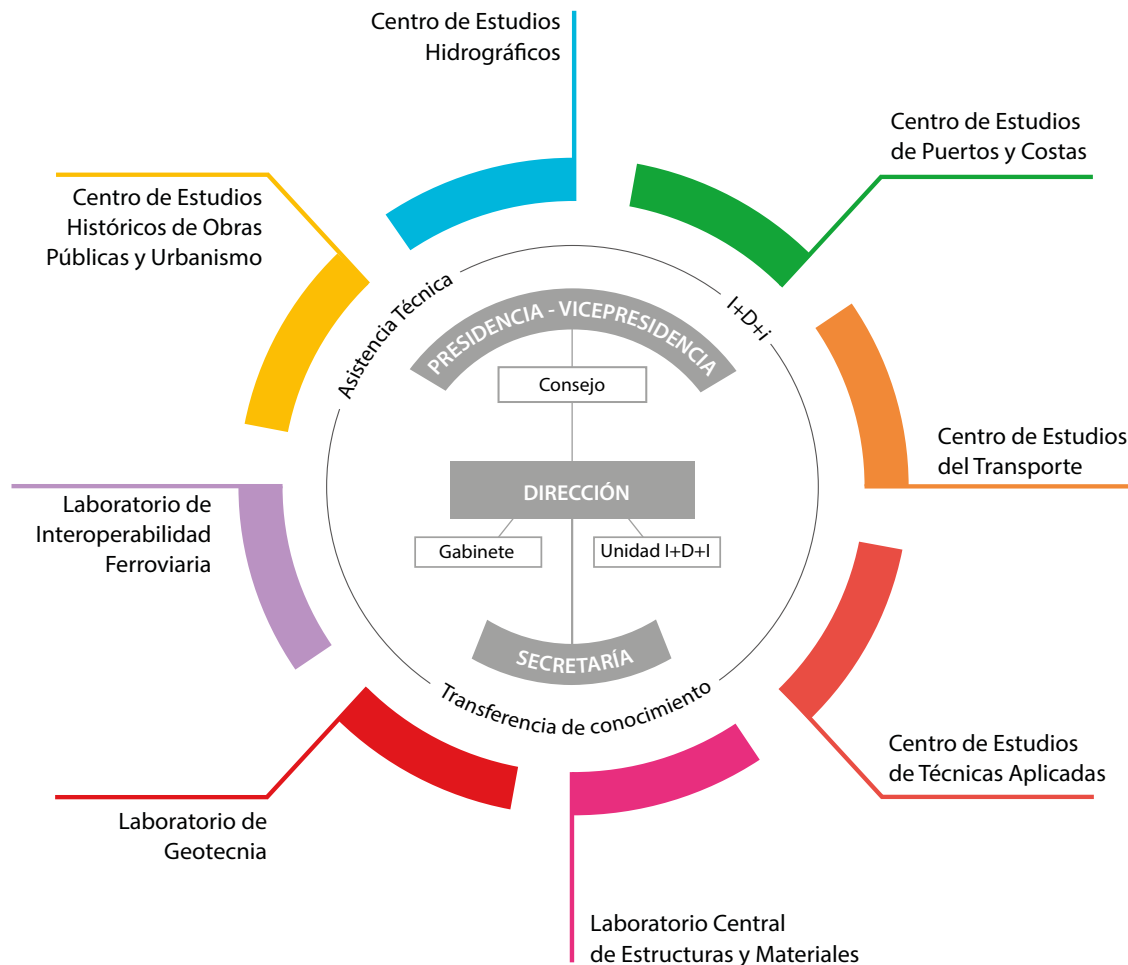 Centro de Estudios
Hidrográficos
Centro de Estudios
de Puertos y Costas
Centro de Estudios
Históricos de Obras
Públicas y Urbanismo
Asistencia Técnica
I+D+i
PRESIDENCIA - VICEPRESIDENCIA
Consejo
Centro de Estudios
del Transporte
DIRECCIÓN
Laboratorio de
Interoperabilidad
Ferroviaria
Gabinete
Unidad I+D+I
SECRETARÍA
Transferencia de conocimiento
Centro de Estudios
de Técnicas Aplicadas
Laboratorio de
Geotecnia
Laboratorio Central
de Estructuras y Materiales